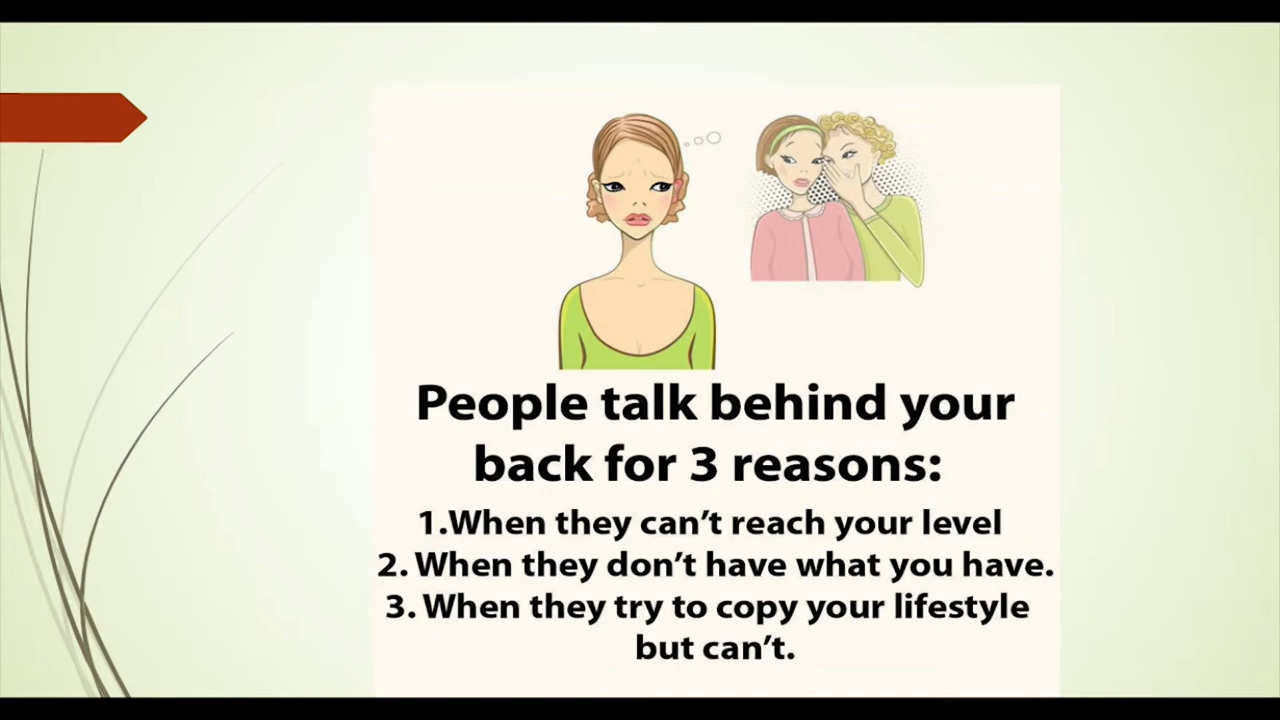 People talk behind your
back for 3 reasons:
1.When they can’t reach your level
2. When they don’t have what you have.
3. When they try to copy your lifestyle
but can’t.